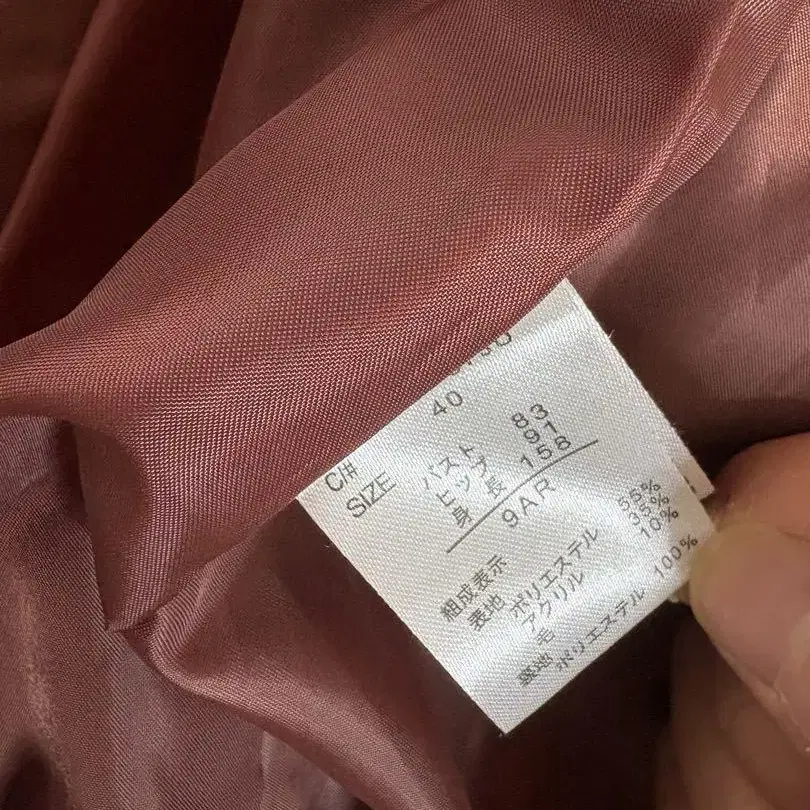 C/#
SIZE 40
バスト 83
ヒップ 91
身長 158
9AR
組成表示
表地 ポリエステル 55%
アクリル 35%
毛 10%
裏地 ポリエステル 100%